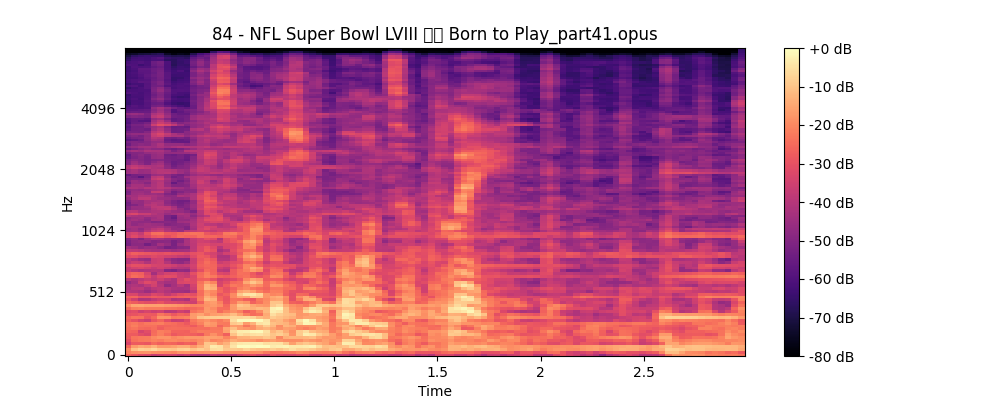 84 - NFL Super Bowl LVIII Born to Play_part41.opus
+0 dB
4096
-10 dB
-20 dB
2048
-30 dB
Hz
-40 dB
1024
-50 dB
-60 dB
512
-70 dB
0
-80 dB
0 0.5 1 1.5 2 2.5
Time